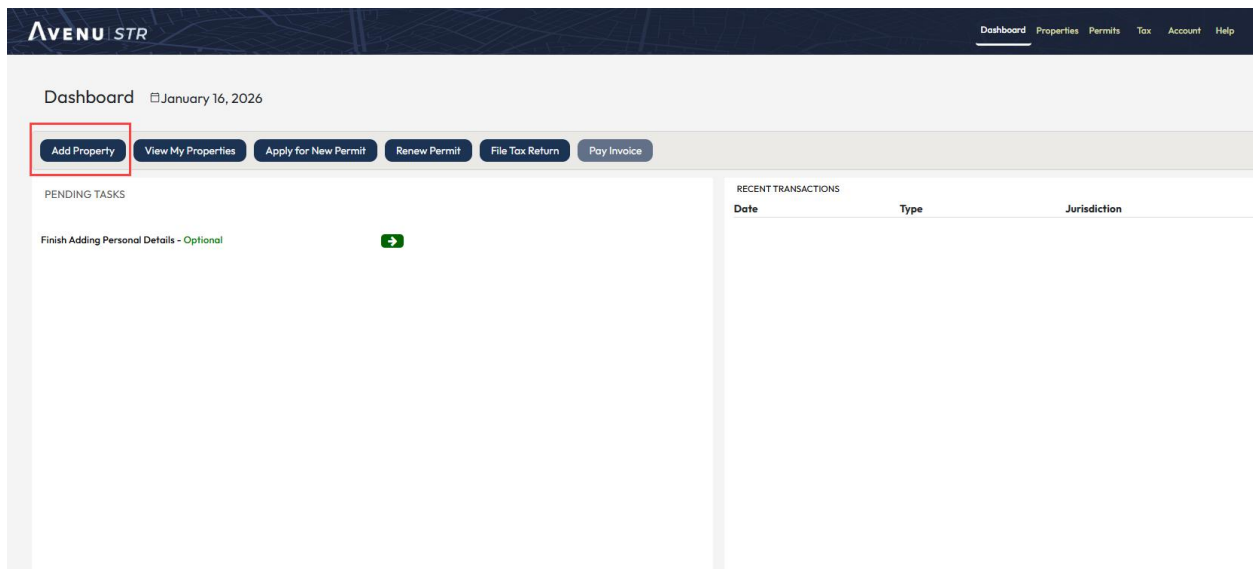 AVENU STR
Dashboard Properties Permits Tax Account Help
Dashboard January 16, 2026
Add Property View My Properties Apply for New Permit Renew Permit File Tax Return Pay Invoice
PENDING TASKS
Finish Adding Personal Details - Optional
RECENT TRANSACTIONS
Date Type Jurisdiction